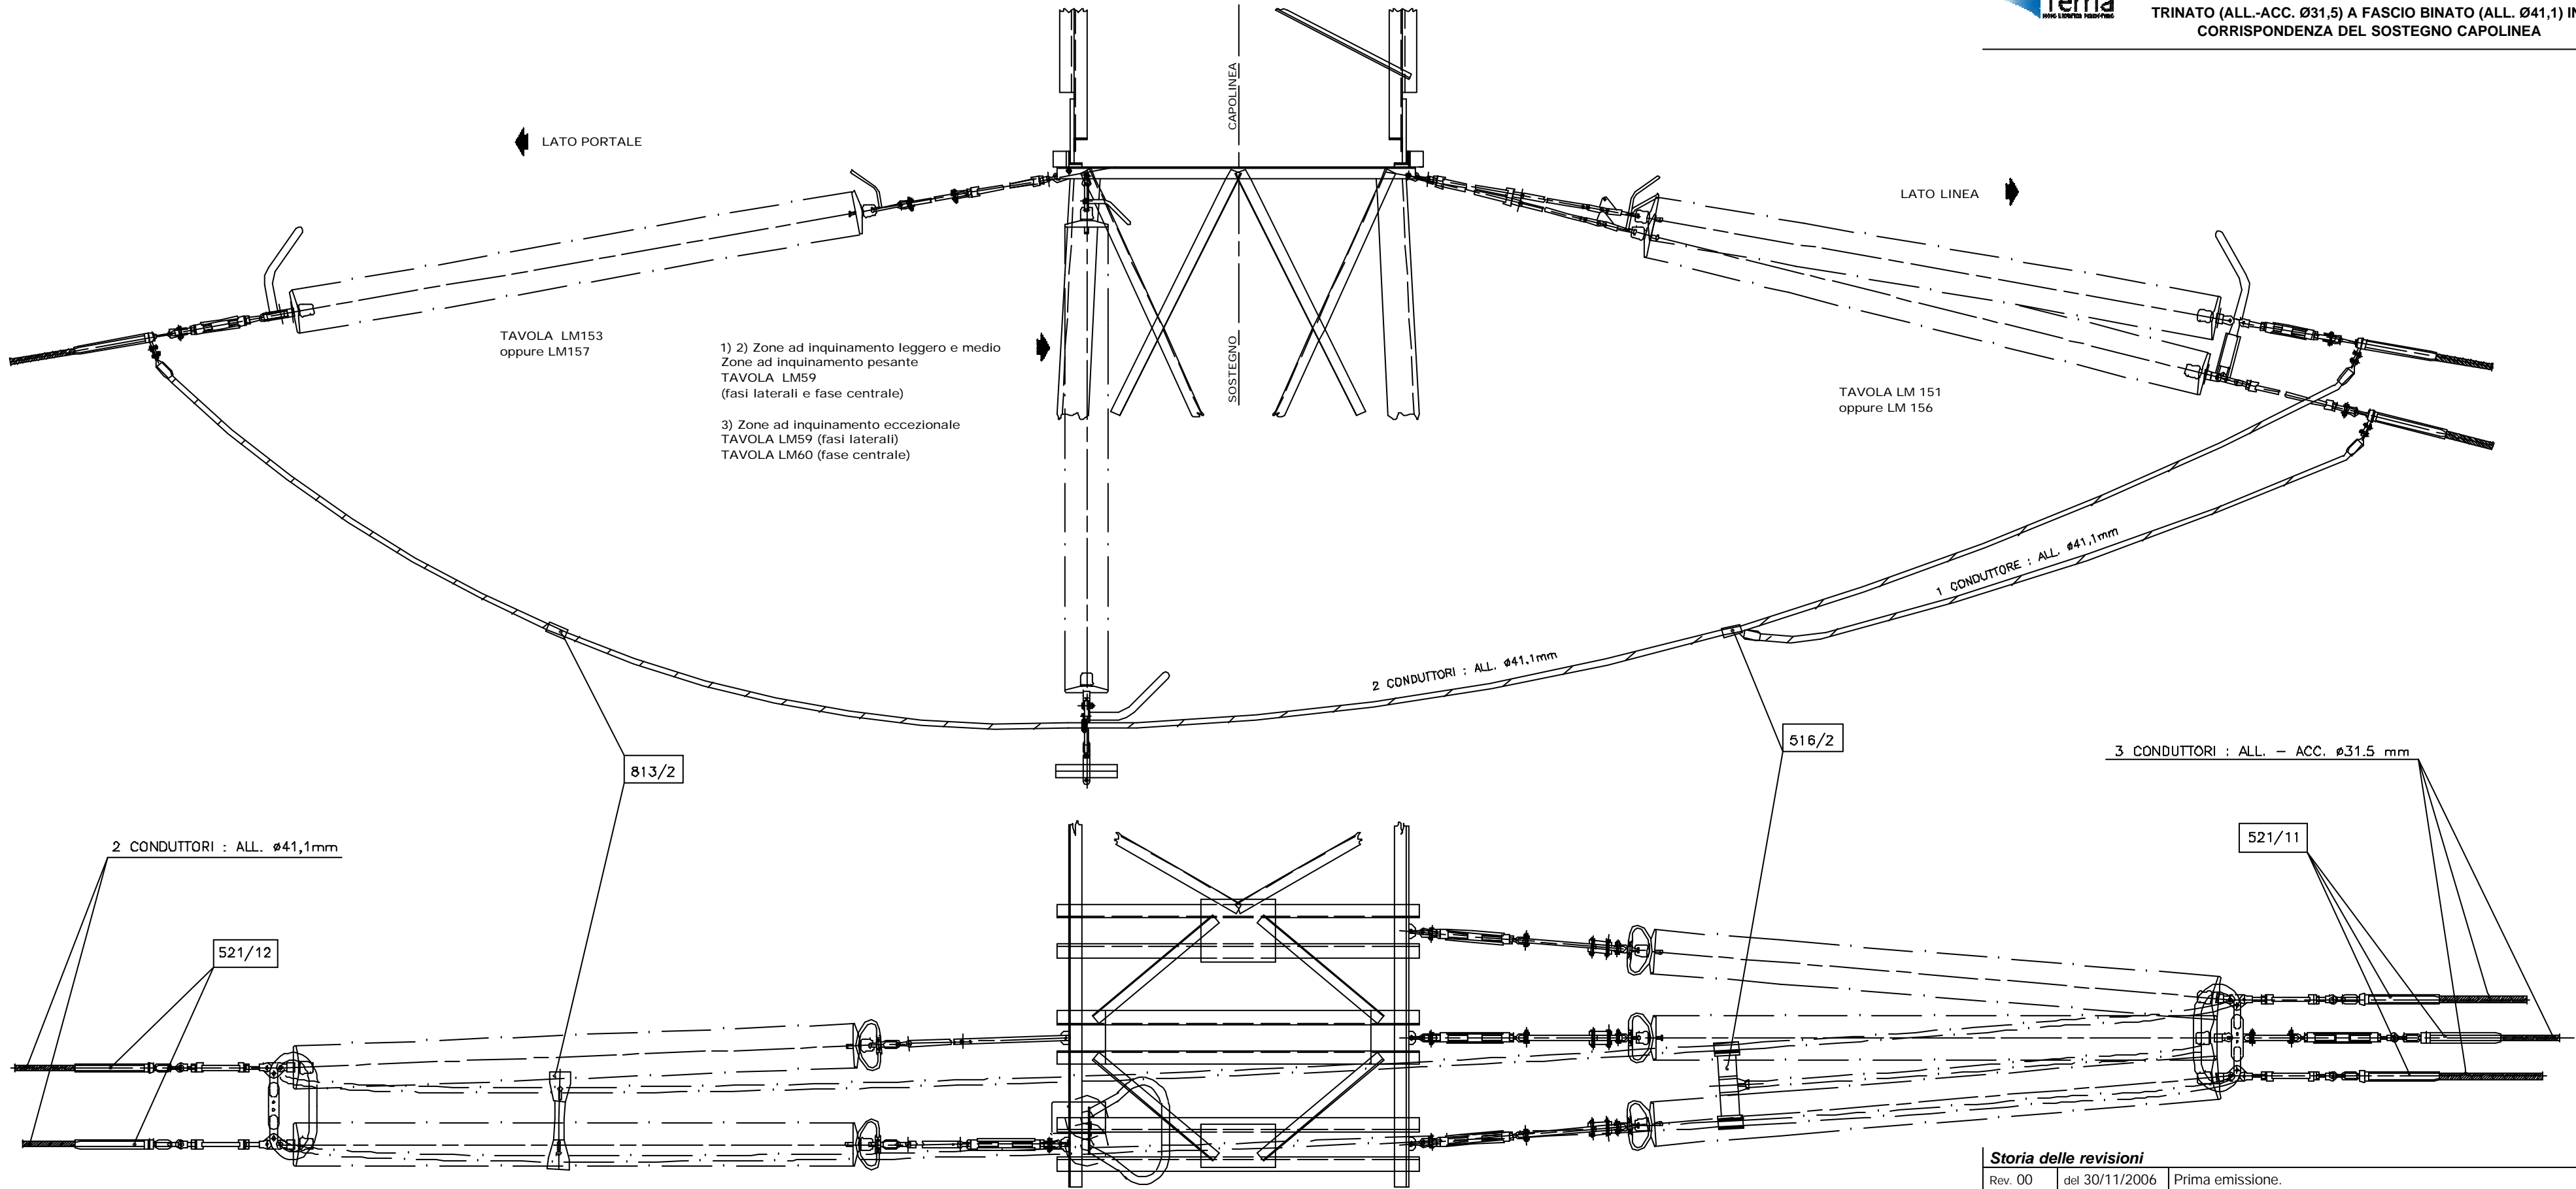 Terna
TRINATO (ALL.-ACC. Ø31,5) A FASCIO BINATO (ALL. Ø41,1)
CORRISPONDENZA DEL SOSTEGNO CAPOLINEA
CAPOLINEA
SOSTEGNO
LATO PORTALE
LATO LINEA
TAVOLA LM153
oppure LM157
1) 2) Zone ad inquinamento leggero e medio
Zone ad inquinamento pesante
TAVOLA LM59
(fasi laterali e fase centrale)
3) Zone ad inquinamento eccezionale
TAVOLA LM59 (fasi laterali)
TAVOLA LM60 (fase centrale)
TAVOLA LM 151
oppure LM 156
1 CONDUTTORE : ALL. ø41,1mm
2 CONDUTTORI : ALL. ø41,1mm
813/2
516/2
3 CONDUTTORI : ALL. - ACC. ø31.5 mm
2 CONDUTTORI : ALL. ø41,1mm
521/11
521/12
Storia delle revisioni
Rev. 00 del 30/11/2006 Prima emissione.